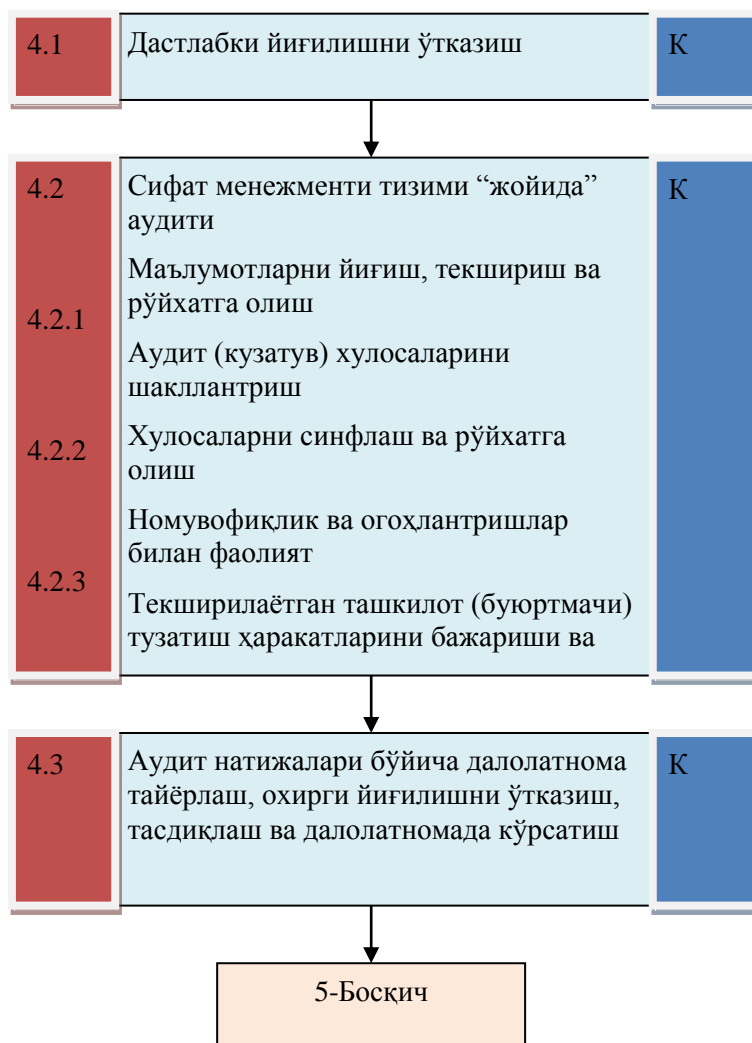 4.1 Дастлабки йиғилишни ўтказиш К
4.2 Сифат менежменти тизими “жойида” К
аудити
Маълумотларни йиғиш, текшириш ва
4.2.1 рўйхатга олиш
Аудит (кузатув) хулосаларини
шакллантриш
4.2.2 Хулосаларни синфлаш ва рўйхатга
олиш
Номувофиқлик ва огоҳлантришлар
билан фаолият
4.2.3 Текширилаётган ташкилот (буюртмачи)
тузатиш ҳаракатларини бажариши ва
4.3 Аудит натижалари бўйича далолатнома К
тайёрлаш, охирги йиғилишни ўтказиш,
тасдиқлаш ва далолатномада кўрсатиш
5-Босқич